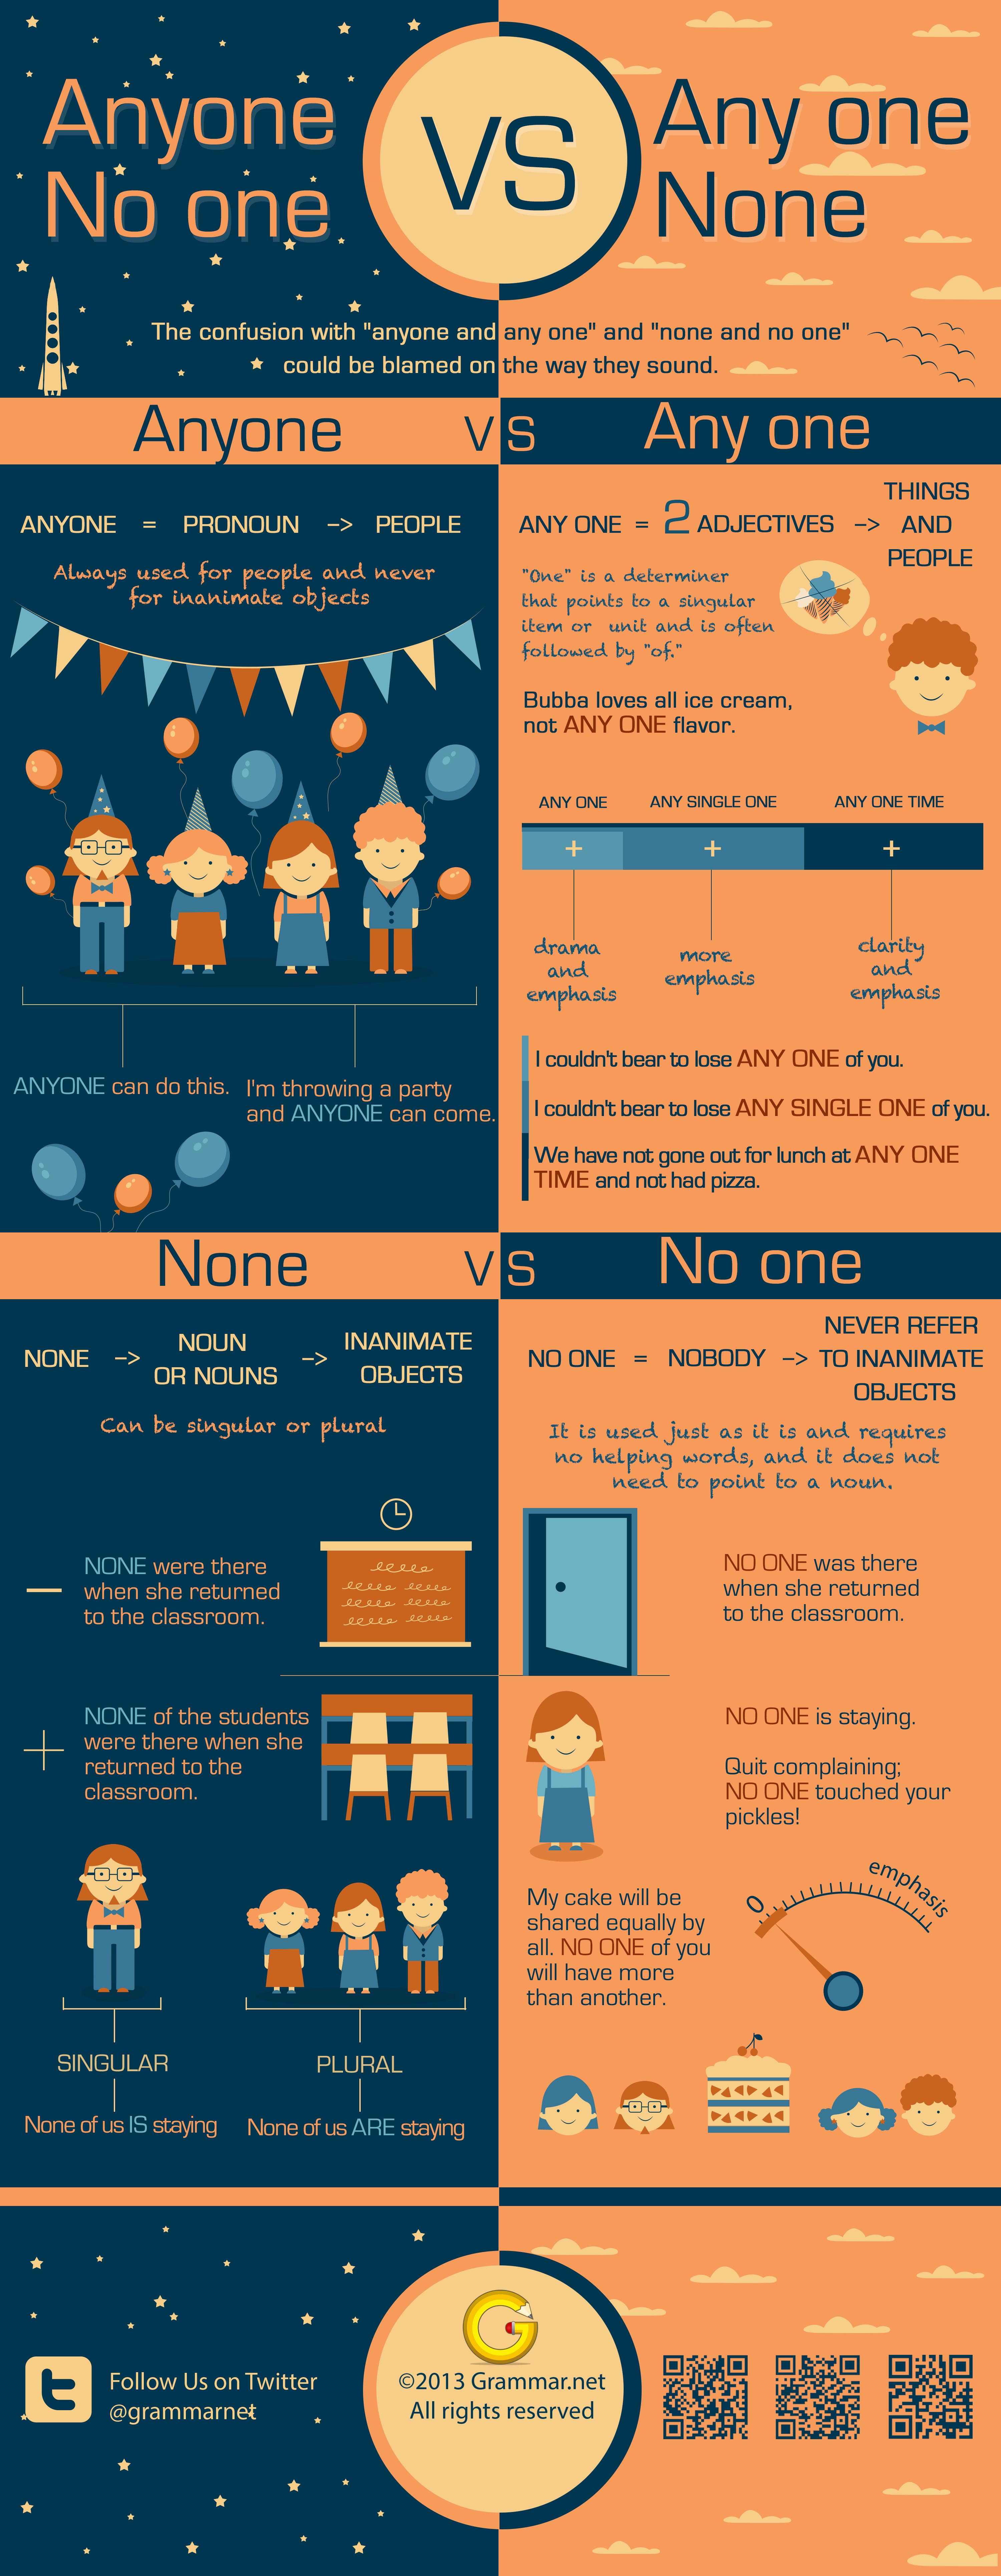 Anyone
No one
VS
Any one
None
The confusion with "anyone and any one" and "none and no one"
could be blamed on the way they sound.
Anyone vs Any one
ANYONE = PRONOUN –> PEOPLE
Always used for people and never
for inanimate objects
ANYONE can do this.
I'm throwing a party
and ANYONE can come.
ANY ONE = 2 ADJECTIVES –> THINGS
AND
PEOPLE
"One" is a determiner
that points to a singular
item or unit and is often
followed by "of."
Bubba loves all ice cream,
not ANY ONE flavor.
ANY ONE
ANY SINGLE ONE
ANY ONE TIME
+ + +
drama
and
emphasis
more
emphasis
clarity
and
emphasis
I couldn't bear to lose ANY ONE of you.
I couldn't bear to lose ANY SINGLE ONE of you.
We have not gone out for lunch at ANY ONE
TIME and not had pizza.
None vs No one
NONE –> NOUN
OR NOUNS –> INANIMATE
OBJECTS
Can be singular or plural
NONE were there
when she returned
to the classroom.
NONE of the students
were there when she
returned to the
classroom.
SINGULAR
None of us IS staying
PLURAL
None of us ARE staying
NO ONE = NOBODY –> NEVER REFER
TO INANIMATE
OBJECTS
It is used just as it is and requires
no helping words, and it does not
need to point to a noun.
NO ONE was there
when she returned
to the classroom.
NO ONE is staying.
Quit complaining;
NO ONE touched your
pickles!
My cake will be
shared equally by
all. NO ONE of you
will have more
than another.
0
emphasis
Follow Us on Twitter
@grammarnet
©2013 Grammar.net
All rights reserved